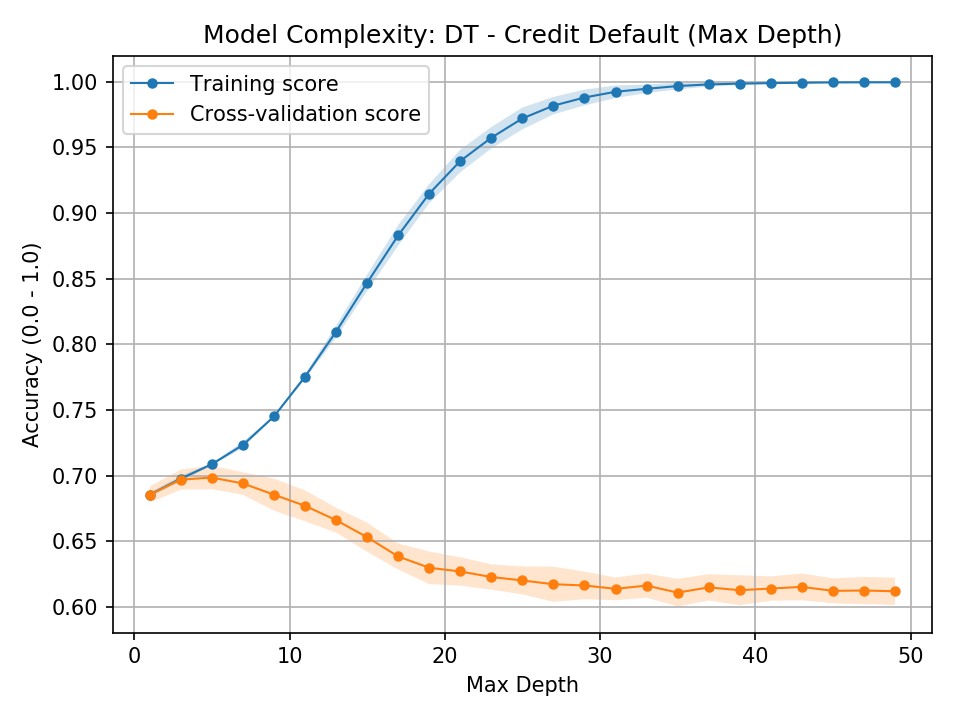 Model Complexity: DT - Credit Default (Max Depth)
Training score
Cross-validation score
Accuracy (0.0 - 1.0)
1.00
0.95
0.90
0.85
0.80
0.75
0.70
0.65
0.60
0 10 20 30 40 50
Max Depth